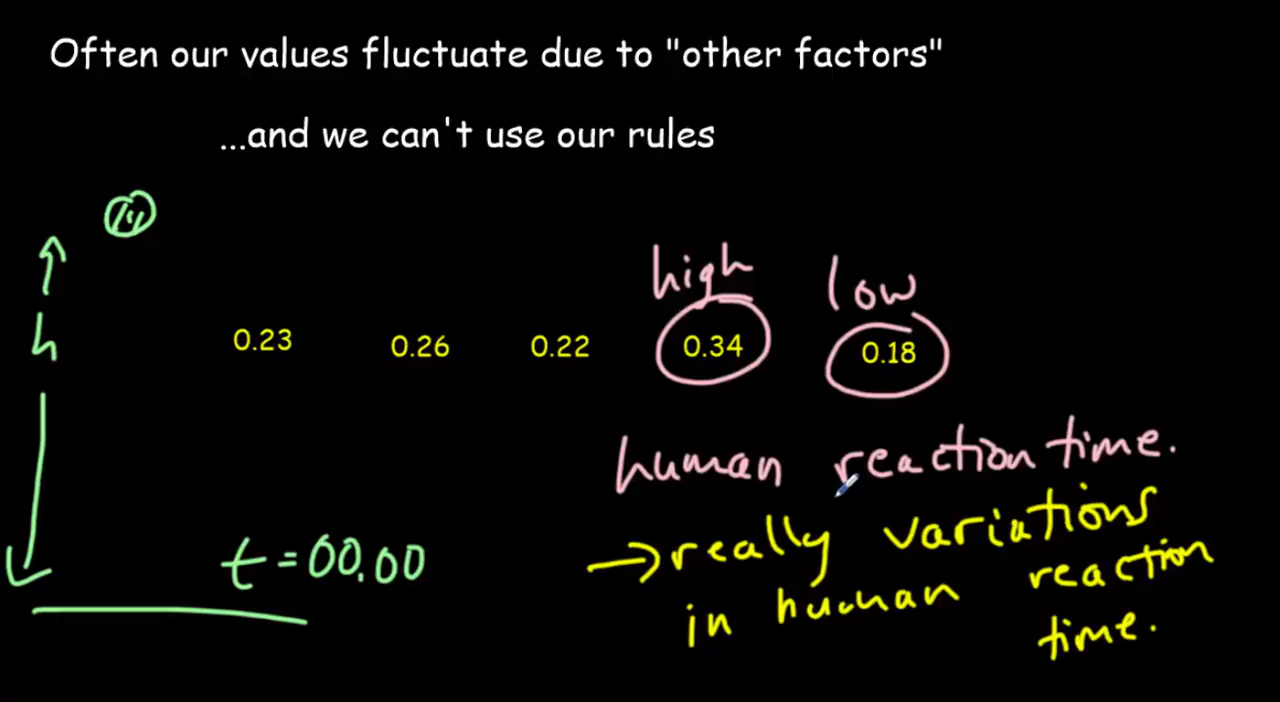 Often our values fluctuate due to "other factors"
...and we can't use our rules
high low
h 0.23 0.26 0.22 0.34 0.18
human reaction time.
t = 00.00 → really variations
in human reaction
time.